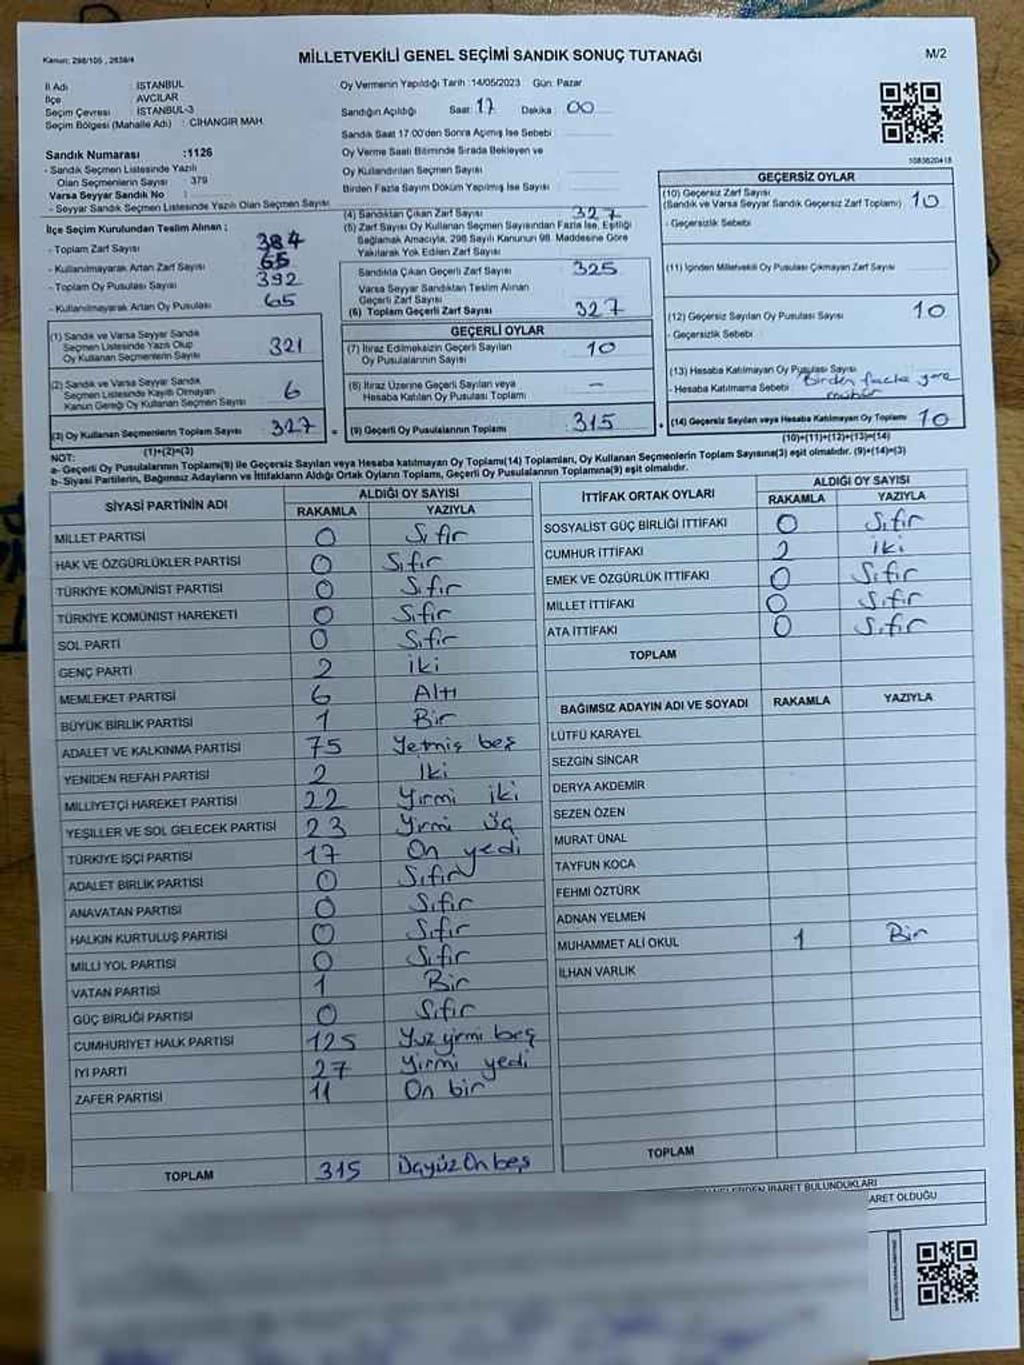 Kanun: 298/105 , 2839/4
MİLLETVEKİLİ GENEL SEÇİMİ SANDIK SONUÇ TUTANAĞI
M/2
İl Adı : İSTANBUL
İlçe : AVCILAR
Seçim Çevresi : İSTANBUL-3
Seçim Bölgesi (Mahalle Adı) : CİHANGİR MAH.
Oy Vermenin Yapıldığı Tarih :14/05/2023 Gün: Pazar
Sandığın Açıldığı Saat: 17 Dakika: 00
Sandık Saat 17:00'den Sonra Açılmış İse Sebebi :
Sandık Numarası :1126
- Sandık Seçmen Listesinde Yazılı
Olan Seçmenlerin Sayısı : 379
Varsa Seyyar Sandık No :
- Seyyar Sandık Seçmen Listesinde Yazılı Olan Seçmen Sayısı
Oy Verme Saati Bitiminde Sırada Bekleyen ve
Oy Kullandırılan Seçmen Sayısı
Birden Fazla Sayım Döküm Yapılmış İse Sayısı
İlçe Seçim Kurulundan Teslim Alınan :
- Toplam Zarf Sayısı 384
- Kullanılmayarak Artan Zarf Sayısı 65
- Toplam Oy Pusulası Sayısı 392
- Kullanılmayarak Artan Oy Pusulası 65
(4) Sandıktan Çıkan Zarf Sayısı 327
(5) Zarf Sayısı Oy Kullanan Seçmen Sayısından Fazla İse, Eşitliği
Sağlamak Amacıyla, 298 Sayılı Kanunun 98. Maddesine Göre
Yakılarak Yok Edilen Zarf Sayısı
Sandıkta Çıkan Geçerli Zarf Sayısı 325
Varsa Seyyar Sandıktan Teslim Alınan
Geçerli Zarf Sayısı
(6) Toplam Geçerli Zarf Sayısı 327
GEÇERSİZ OYLAR
(10) Geçersiz Zarf Sayısı
(Sandık ve Varsa Seyyar Sandık Geçersiz Zarf Toplamı) 10
- Geçersizlik Sebebi
(11) İçinden Milletvekili Oy Pusulası Çıkmayan Zarf Sayısı
(12) Geçersiz Sayılan Oy Pusulası Sayısı 10
- Geçersizlik Sebebi
(13) Hesaba Katılmayan Oy Pusulası Sayısı
- Hesaba Katılmama Sebebi Birden fazla
mühür
(14) Geçersiz Sayılan veya Hesaba Katılmayan Oy Toplamı 10
(10)+(11)+(12)+(13)=(14)
(1) Sandık ve Varsa Seyyar Sandık
Seçmen Listesinde Yazılı Olup
Oy Kullanan Seçmenlerin Sayısı 321
(2) Sandık ve Varsa Seyyar Sandık
Seçmen Listesinde Kayıtlı Olmayan
Kanun Gereği Oy Kullanan Seçmen Sayısı 6
(3) Oy Kullanan Seçmenlerin Toplam Sayısı 327 =
(1)+(2)=(3)
GEÇERLİ OYLAR
(7) İtiraz Edilmeksizin Geçerli Sayılan
Oy Pusulalarının Sayısı 10
(8) İtiraz Üzerine Geçerli Sayılan veya
Hesaba Katılan Oy Pusulası Toplamı –
(9) Geçerli Oy Pusulalarının Toplamı 315 +
NOT:
a- Geçerli Oy Pusulalarının Toplamı(9) ile Geçersiz Sayılan veya Hesaba katılmayan Oy Toplamı(14) Toplamları, Oy Kullanan Seçmenlerin Toplam Sayısına(3) eşit olmalıdır. (9)+(14)=(3)
b- Siyasi Partilerin, Bağımsız Adayların ve İttifakların Aldığı Ortak Oyların Toplamı, Geçerli Oy Pusulalarının Toplamına(9) eşit olmalıdır.
SİYASİ PARTİNİN ADI ALDIĞI OY SAYISI
RAKAMLA YAZIYLA
MİLLET PARTİSİ 0 Sıfır
HAK VE ÖZGÜRLÜKLER PARTİSİ 0 Sıfır
TÜRKİYE KOMÜNİST PARTİSİ 0 Sıfır
TÜRKİYE KOMÜNİST HAREKETİ 0 Sıfır
SOL PARTİ 0 Sıfır
GENÇ PARTİ 2 iki
MEMLEKET PARTİSİ 6 Altı
BÜYÜK BİRLİK PARTİSİ 1 Bir
ADALET VE KALKINMA PARTİSİ 75 Yetmiş beş
YENİDEN REFAH PARTİSİ 2 İki
MİLLİYETÇİ HAREKET PARTİSİ 22 Yirmi iki
YEŞİLLER VE SOL GELECEK PARTİSİ 23 Yirmi üç
TÜRKİYE İŞÇİ PARTİSİ 17 On yedi
ADALET BİRLİK PARTİSİ 0 Sıfır
ANAVATAN PARTİSİ 0 Sıfır
HALKIN KURTULUŞ PARTİSİ 0 Sıfır
MİLLİ YOL PARTİSİ 0 Sıfır
VATAN PARTİSİ 1 Bir
GÜÇ BİRLİĞİ PARTİSİ 0 Sıfır
CUMHURİYET HALK PARTİSİ 125 Yüz yirmi beş
İYİ PARTİ 27 Yirmi yedi
ZAFER PARTİSİ 11 On bir
TOPLAM 315 Üçyüz On beş
İTTİFAK ORTAK OYLARI ALDIĞI OY SAYISI
RAKAMLA YAZIYLA
SOSYALİST GÜÇ BİRLİĞİ İTTİFAKI 0 Sıfır
CUMHUR İTTİFAKI 2 iki
EMEK VE ÖZGÜRLÜK İTTİFAKI 0 Sıfır
MİLLET İTTİFAKI 0 Sıfır
ATA İTTİFAKI 0 Sıfır
TOPLAM
BAĞIMSIZ ADAYIN ADI VE SOYADI RAKAMLA YAZIYLA
LÜTFÜ KARAYEL
SEZGİN SİNCAR
DERYA AKDEMİR
SEZEN ÖZEN
MURAT ÜNAL
TAYFUN KOCA
FEHMİ ÖZTÜRK
ADNAN YELMEN
MUHAMMET ALİ OKUL 1 Bir
İLHAN VARLIK
TOPLAM
İBARET BULUNDUKLARI
ARET OLDUĞU